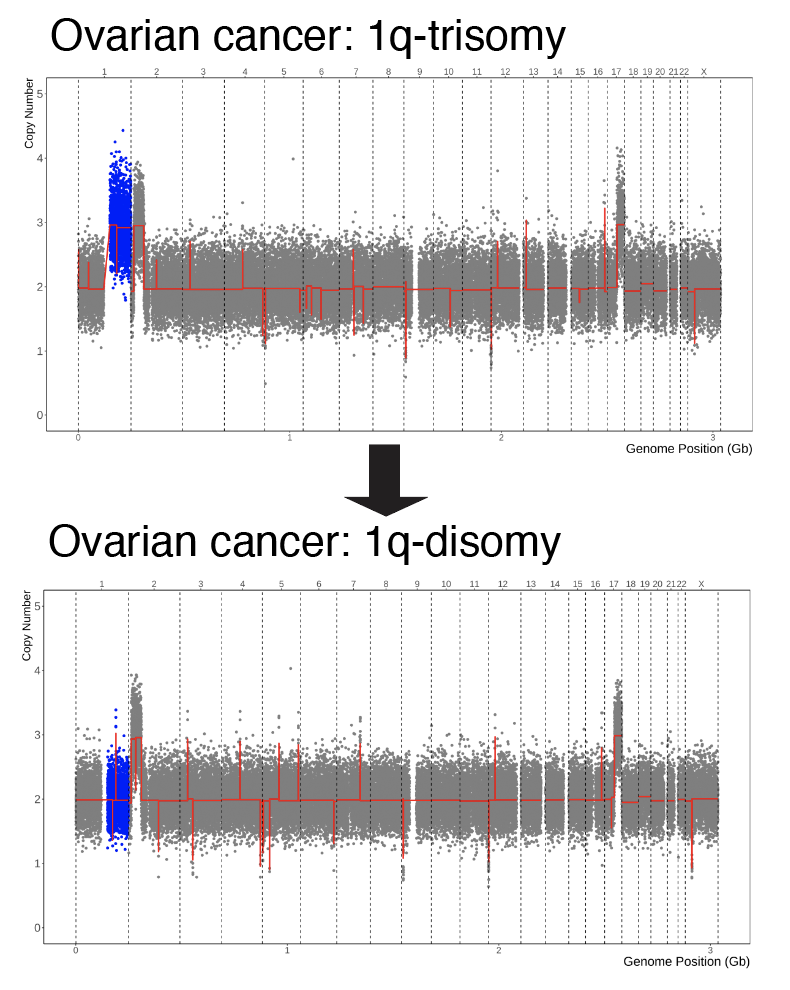 Ovarian cancer: 1q-trisomy
1 2 3 4 5 6 7 8 9 10 11 12 13 14 15 16 17 18 19 20 21 22 X
Copy Number
5
4
3
2
1
0
0 1 2 3
Genome Position (Gb)
Ovarian cancer: 1q-disomy
1 2 3 4 5 6 7 8 9 10 11 12 13 14 15 16 17 18 19 20 21 22 X
Copy Number
5
4
3
2
1
0
0 1 2 3
Genome Position (Gb)